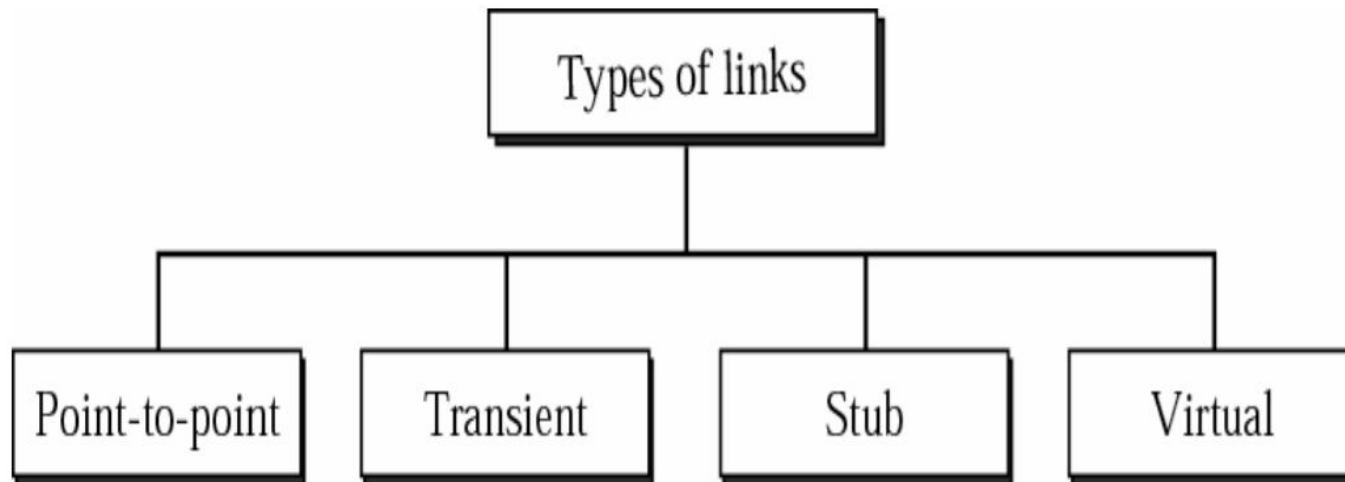 Types of links
Point-to-point
Transient
Stub
Virtual